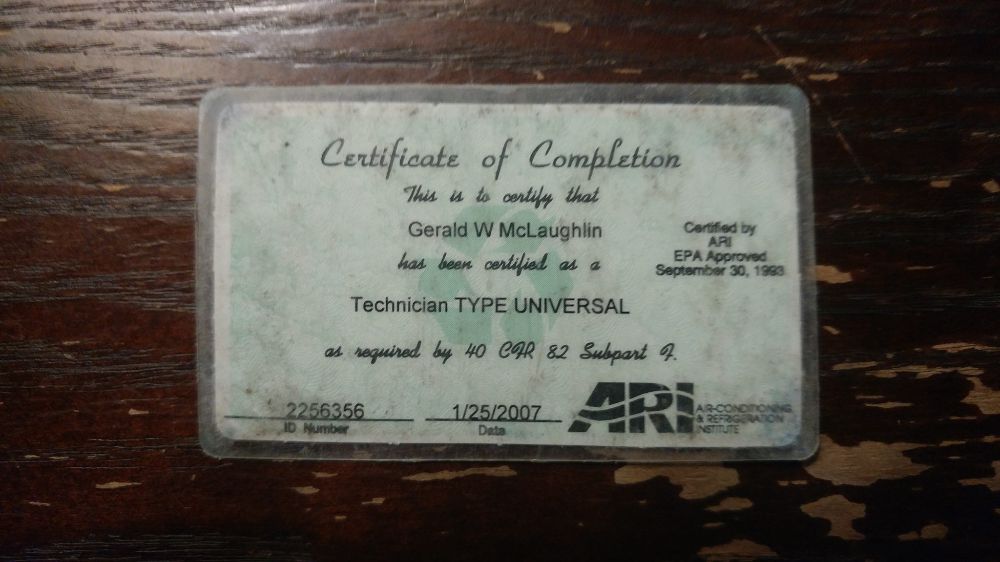 Certificate of Completion
This is to certify that
Gerald W McLaughlin
has been certified as a
Technician TYPE UNIVERSAL
as required by 40 CFR 82 Subpart F.
Certified by
ARI
EPA Approved
September 30, 1993
2256356
ID Number
1/25/2007
Date
ARI
AIR-CONDITIONING
& REFRIGERATION
INSTITUTE